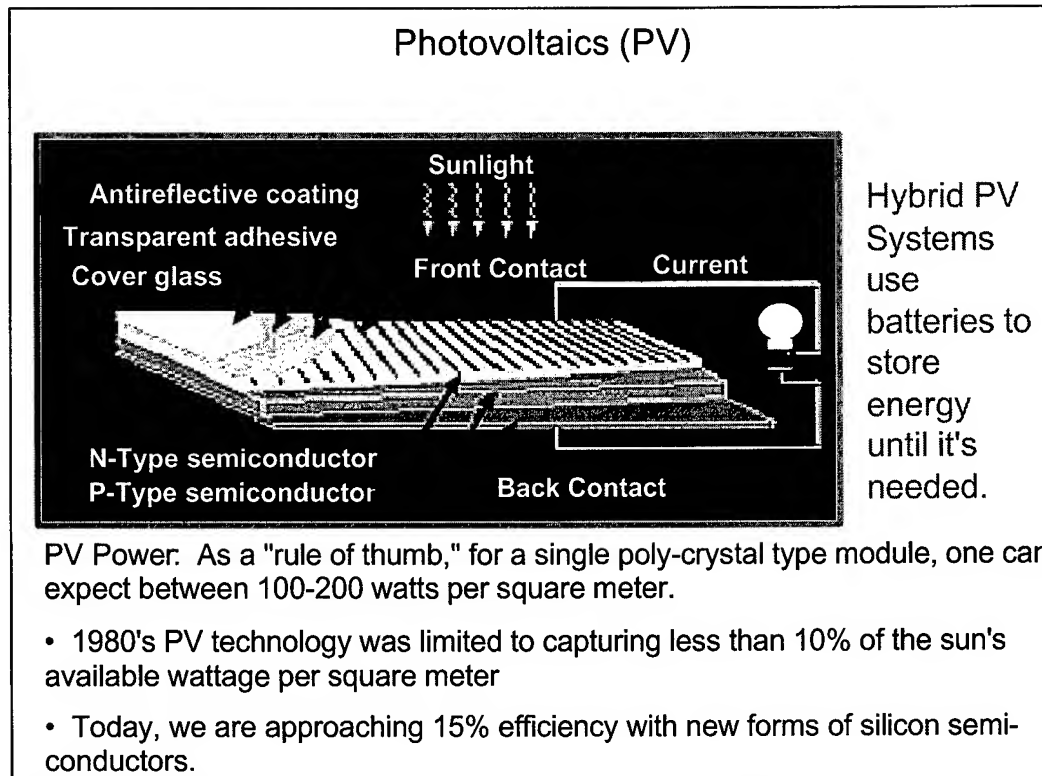 Photovoltaics (PV)
Sunlight
Antireflective coating
Transparent adhesive
Cover glass
Front Contact
Current
N-Type semiconductor
P-Type semiconductor
Back Contact
Hybrid PV
Systems
use
batteries to
store
energy
until it's
needed.
PV Power: As a "rule of thumb," for a single poly-crystal type module, one can
expect between 100-200 watts per square meter.
• 1980's PV technology was limited to capturing less than 10% of the sun's
available wattage per square meter
• Today, we are approaching 15% efficiency with new forms of silicon semi-
conductors.